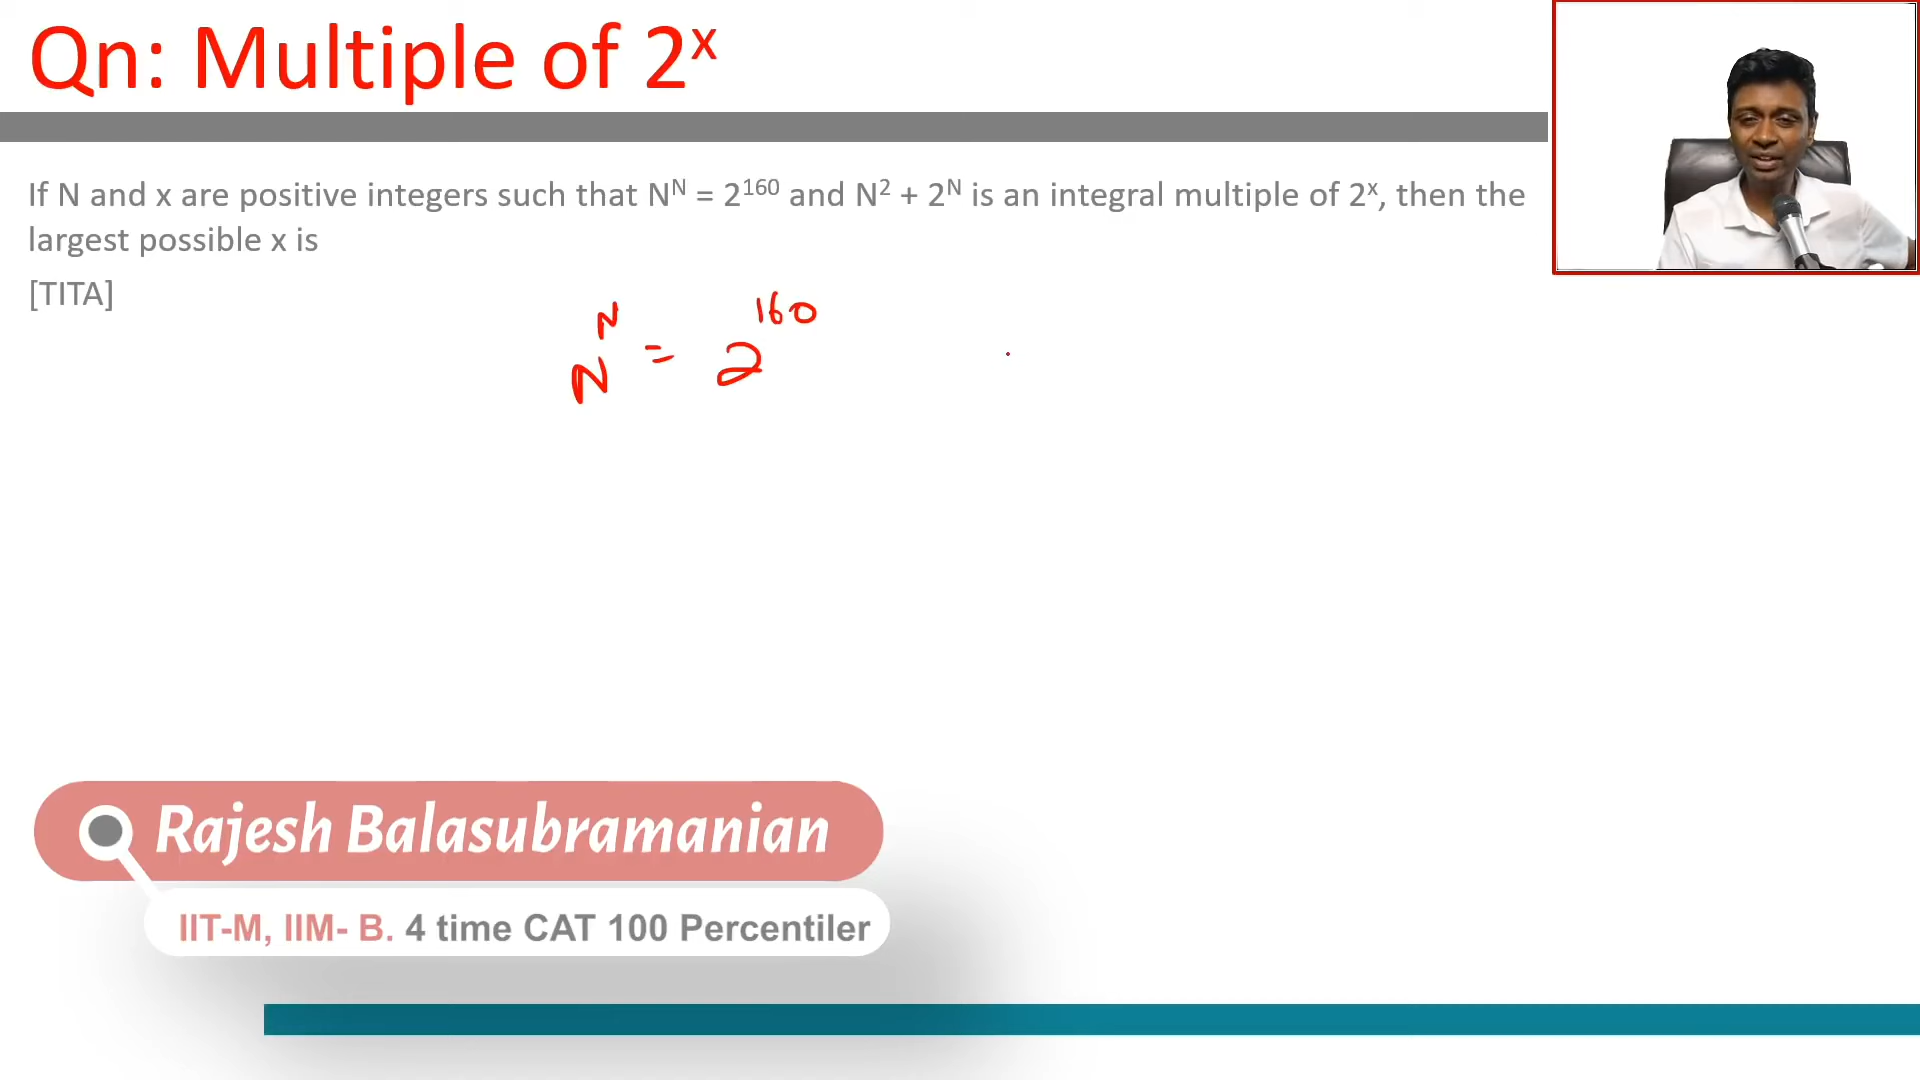 Qn: Multiple of 2ˣ
If N and x are positive integers such that Nᴺ = 2¹⁶⁰ and N² + 2ᴺ is an integral multiple of 2ˣ, then the
largest possible x is
[TITA]
Nᴺ = 2¹⁶⁰
Rajesh Balasubramanian
IIT-M, IIM- B. 4 time CAT 100 Percentiler